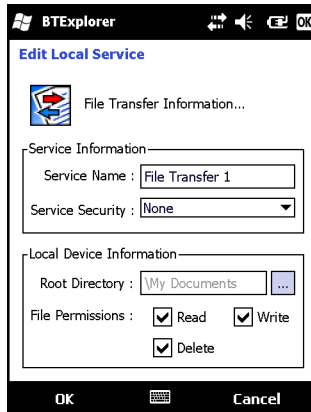 BTExplorer OK
Edit Local Service
File Transfer Information...
Service Information
Service Name : File Transfer 1
Service Security : None
Local Device Information
Root Directory : \My Documents ...
File Permissions : Read Write
Delete
OK Cancel